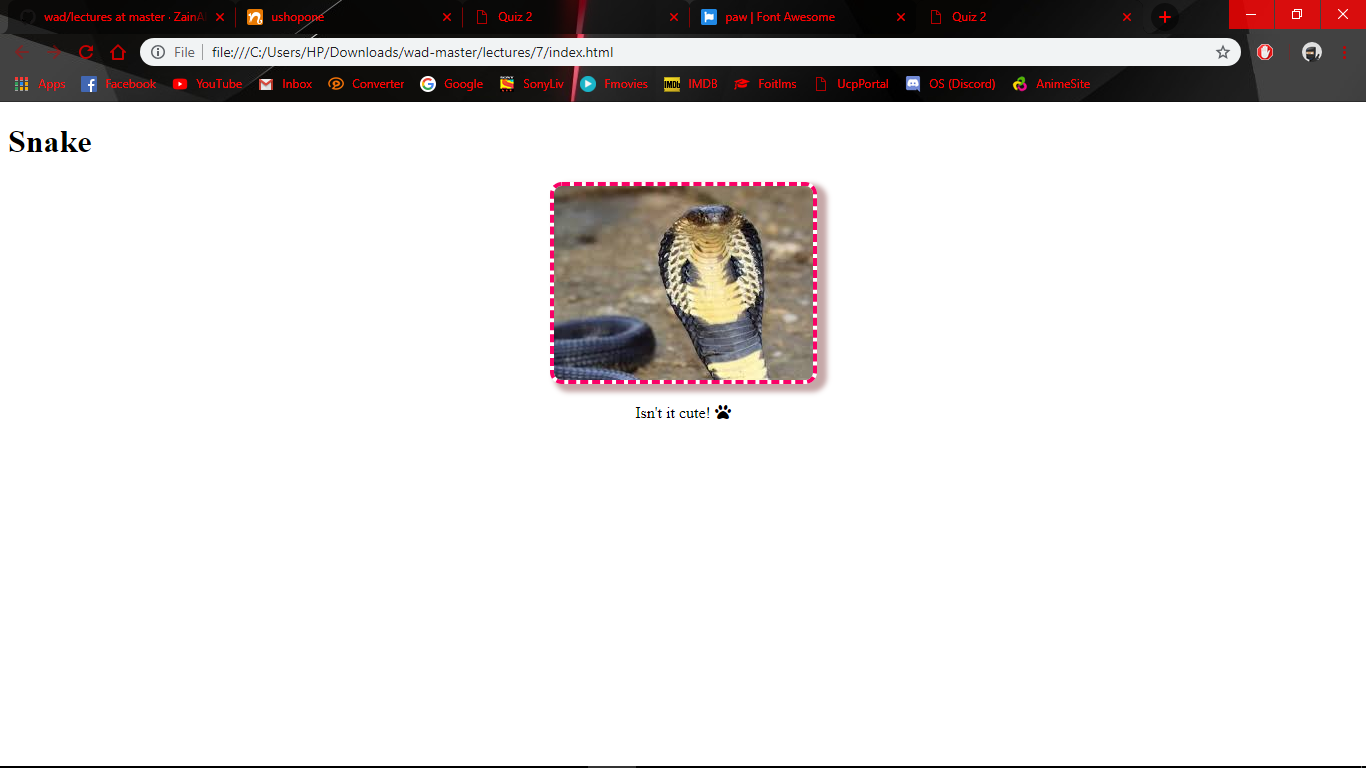 wad/lectures at master · ZainA
ushopone
Quiz 2
paw | Font Awesome
Quiz 2
File
file:///C:/Users/HP/Downloads/wad-master/lectures/7/index.html
Apps
Facebook
YouTube
Inbox
Converter
Google
SonyLiv
Fmovies
IMDb
IMDB
Foitlms
UcpPortal
OS (Discord)
AnimeSite
Snake
Isn't it cute!